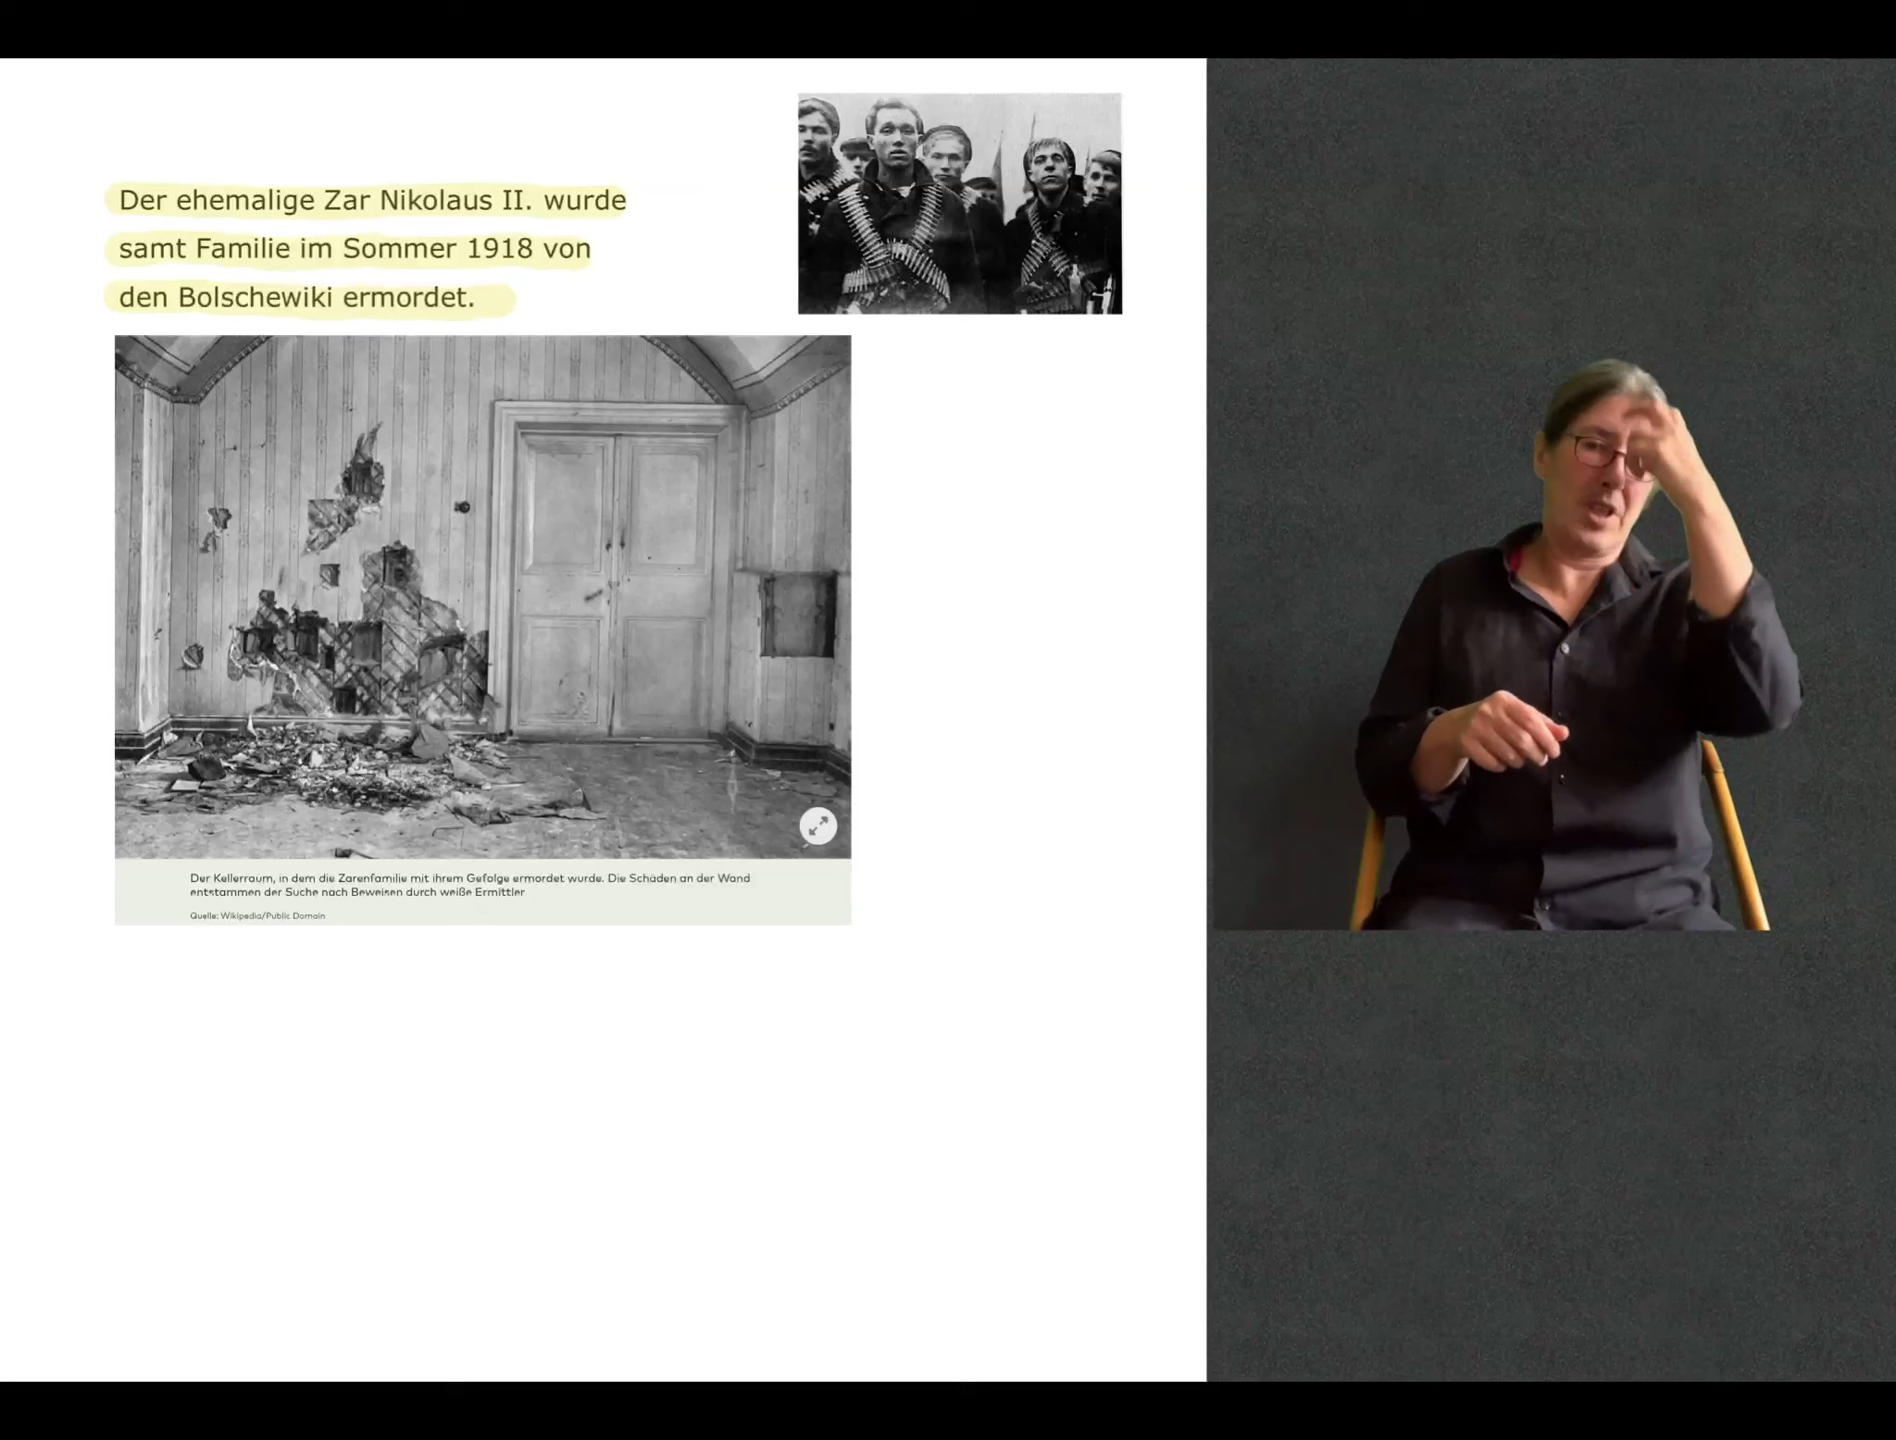 Der ehemalige Zar Nikolaus II. wurde
samt Familie im Sommer 1918 von
den Bolschewiki ermordet.
Der Kellerraum, in dem die Zarenfamilie mit ihrem Gefolge ermordet wurde. Die Schäden an der Wand
entstammen der Suche nach Beweisen durch weiße Ermittler
Quelle: Wikipedia/Public Domain